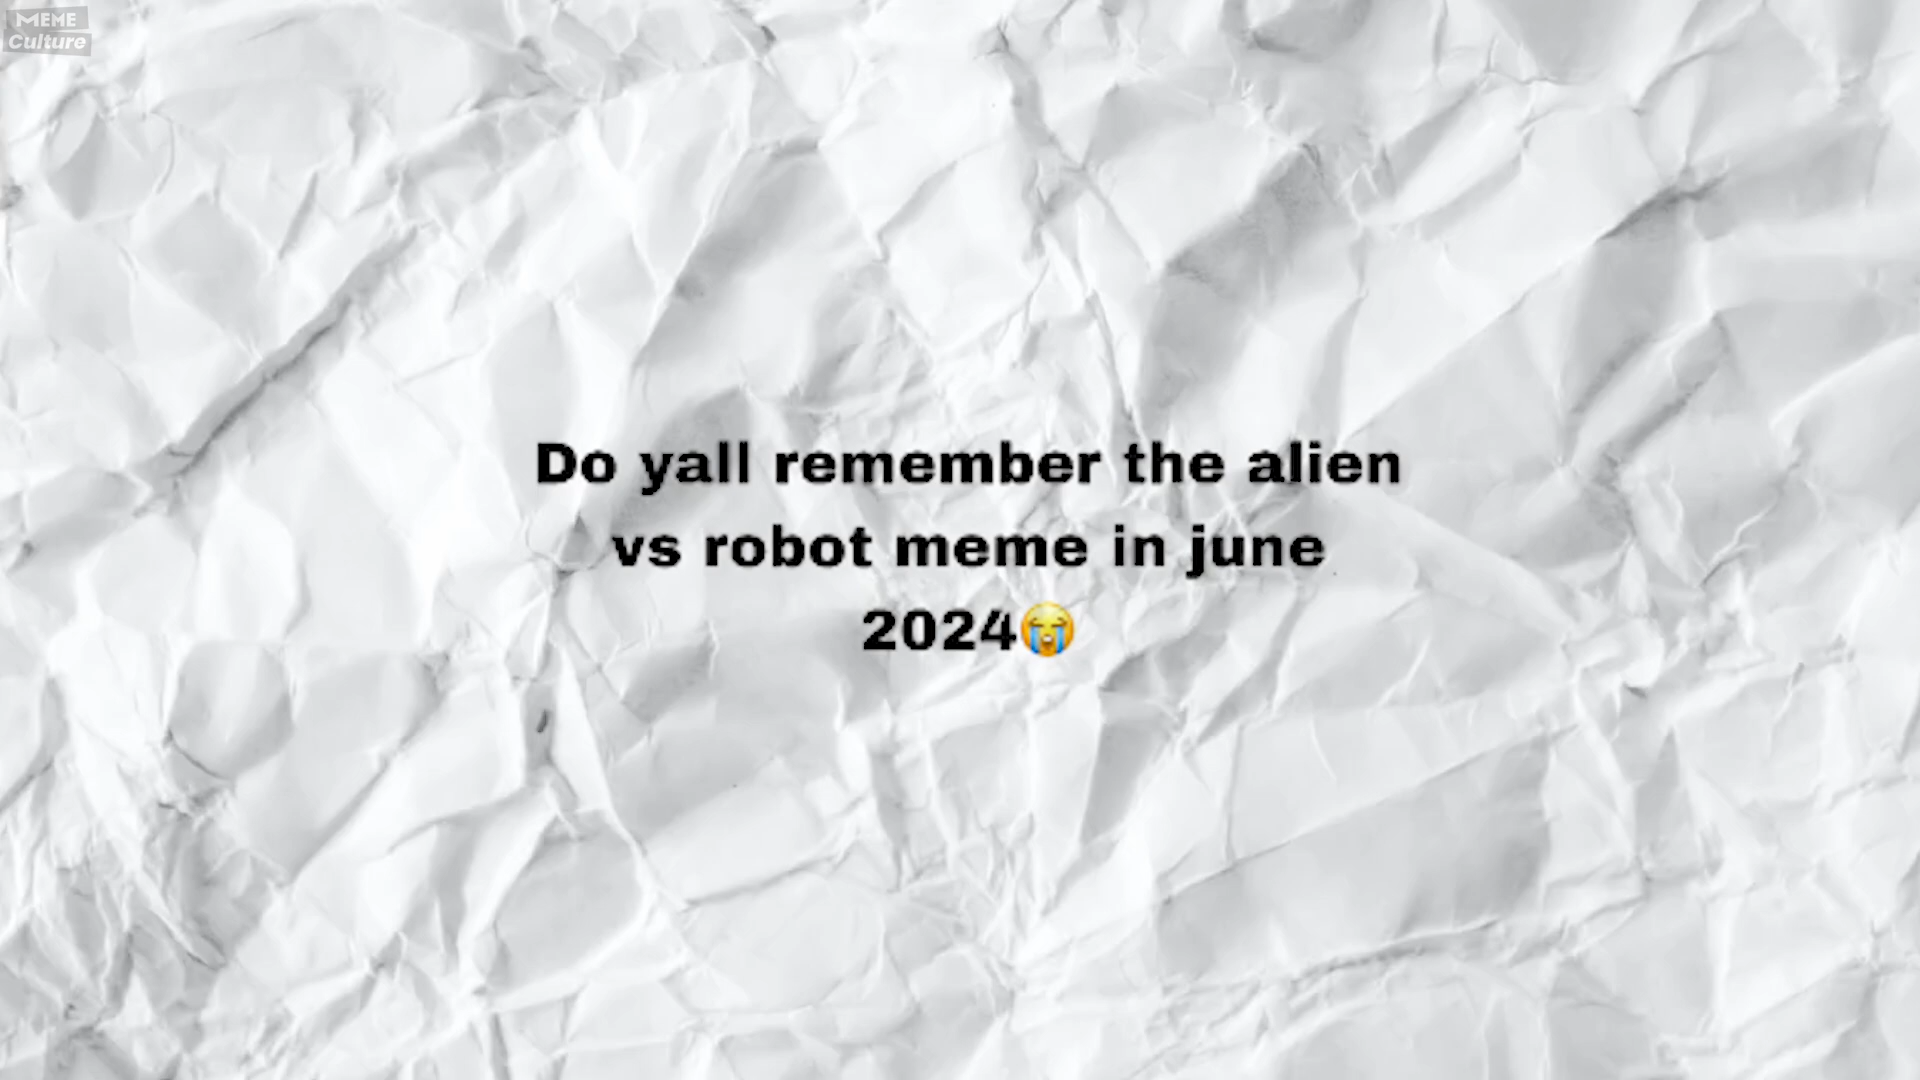 MEME
Culture
Do yall remember the alien
vs robot meme in june
2024😭